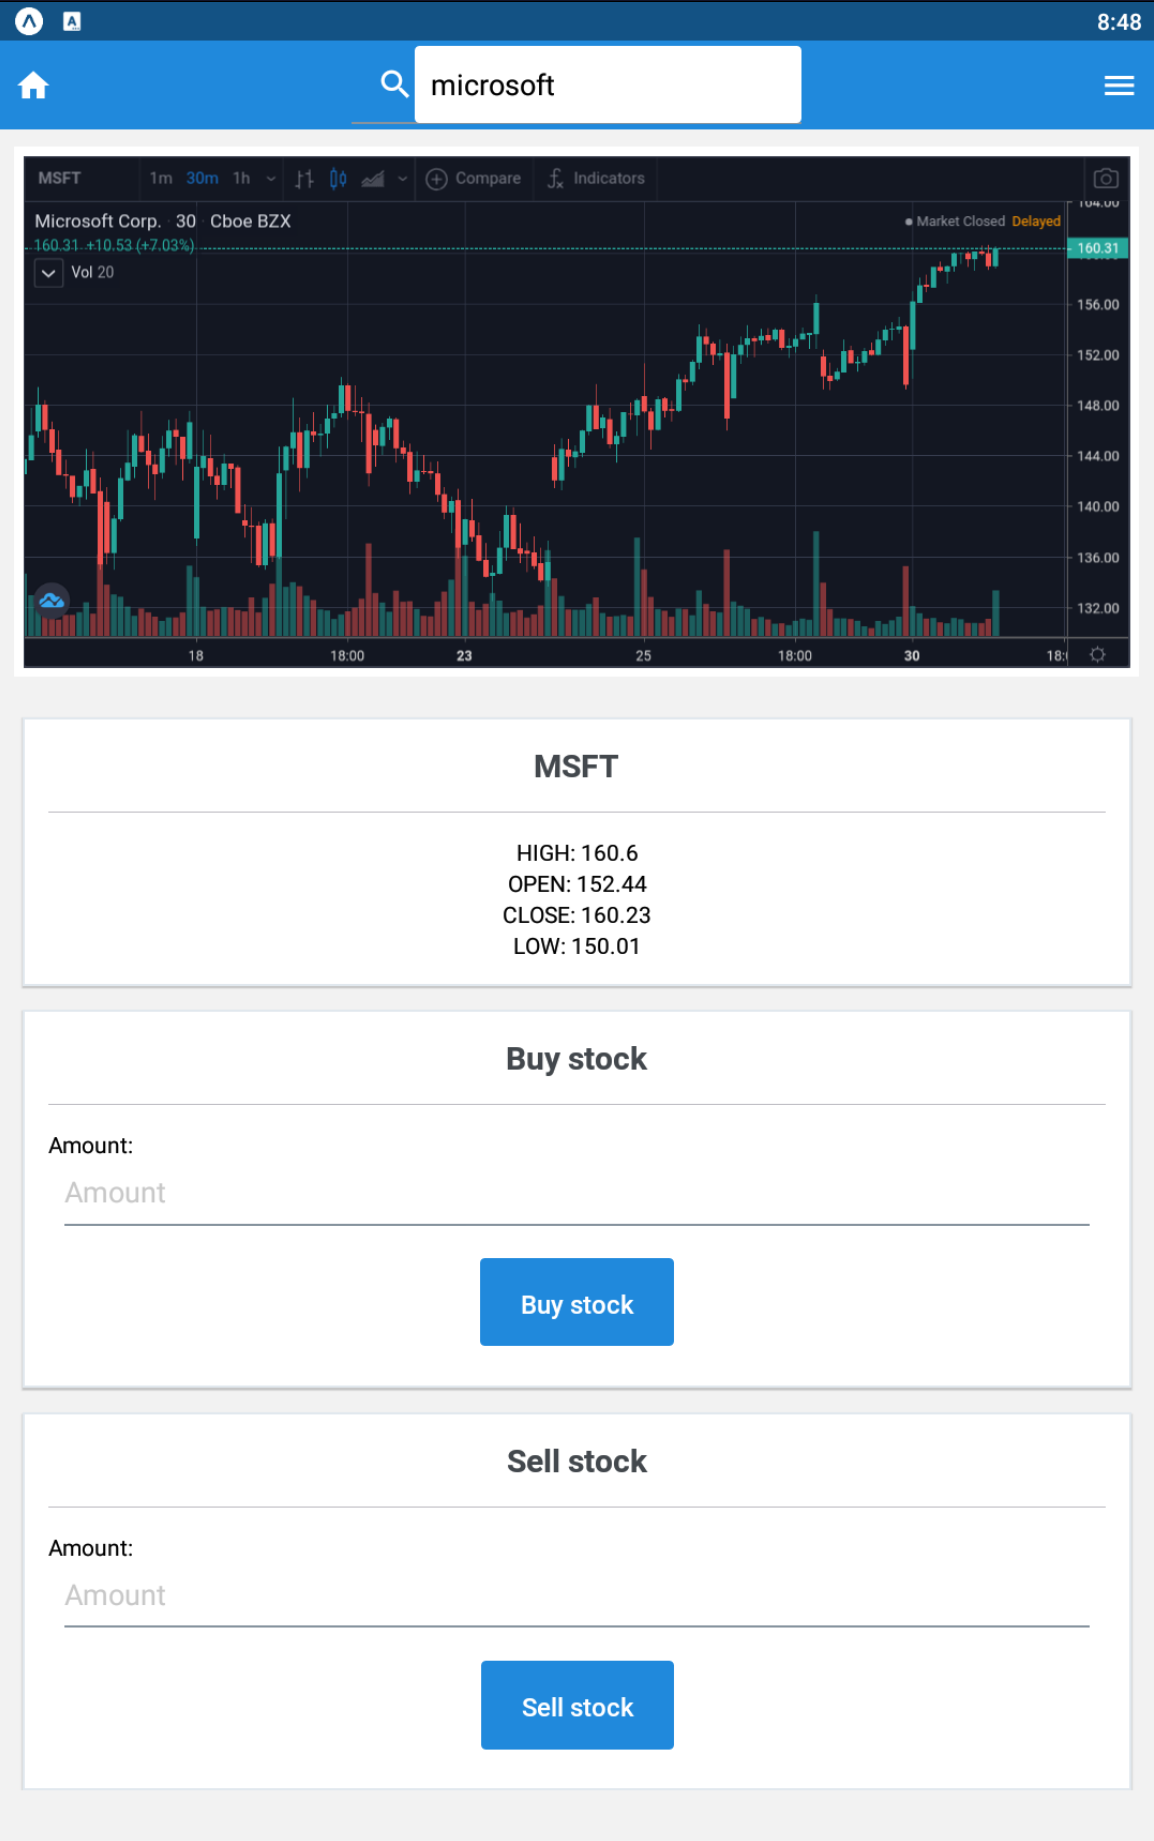 8:48
microsoft
MSFT 1m 30m 1h Compare Indicators
Microsoft Corp. · 30 · Cboe BZX
Market Closed Delayed
160.31 +10.53 (+7.03%)
Vol 20
160.31
156.00
152.00
148.00
144.00
140.00
136.00
132.00
18 18:00 23 25 18:00 30
MSFT
HIGH: 160.6
OPEN: 152.44
CLOSE: 160.23
LOW: 150.01
Buy stock
Amount:
Amount
Buy stock
Sell stock
Amount:
Amount
Sell stock